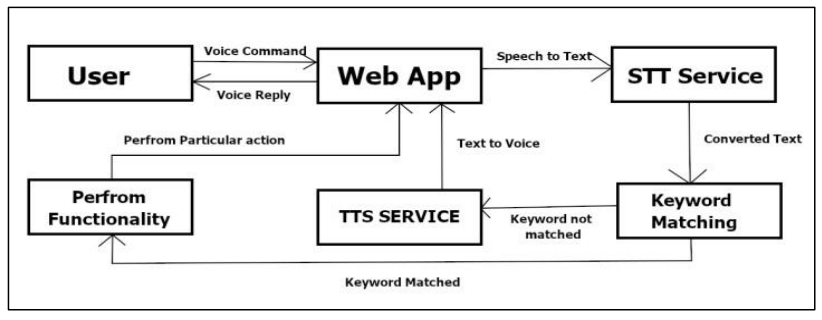 Voice Command
User
Web App
Speech to Text
STT Service
Voice Reply
Perfrom Particular action
Text to Voice
Converted Text
Perfrom
Functionality
TTS SERVICE
Keyword not
matched
Keyword
Matching
Keyword Matched